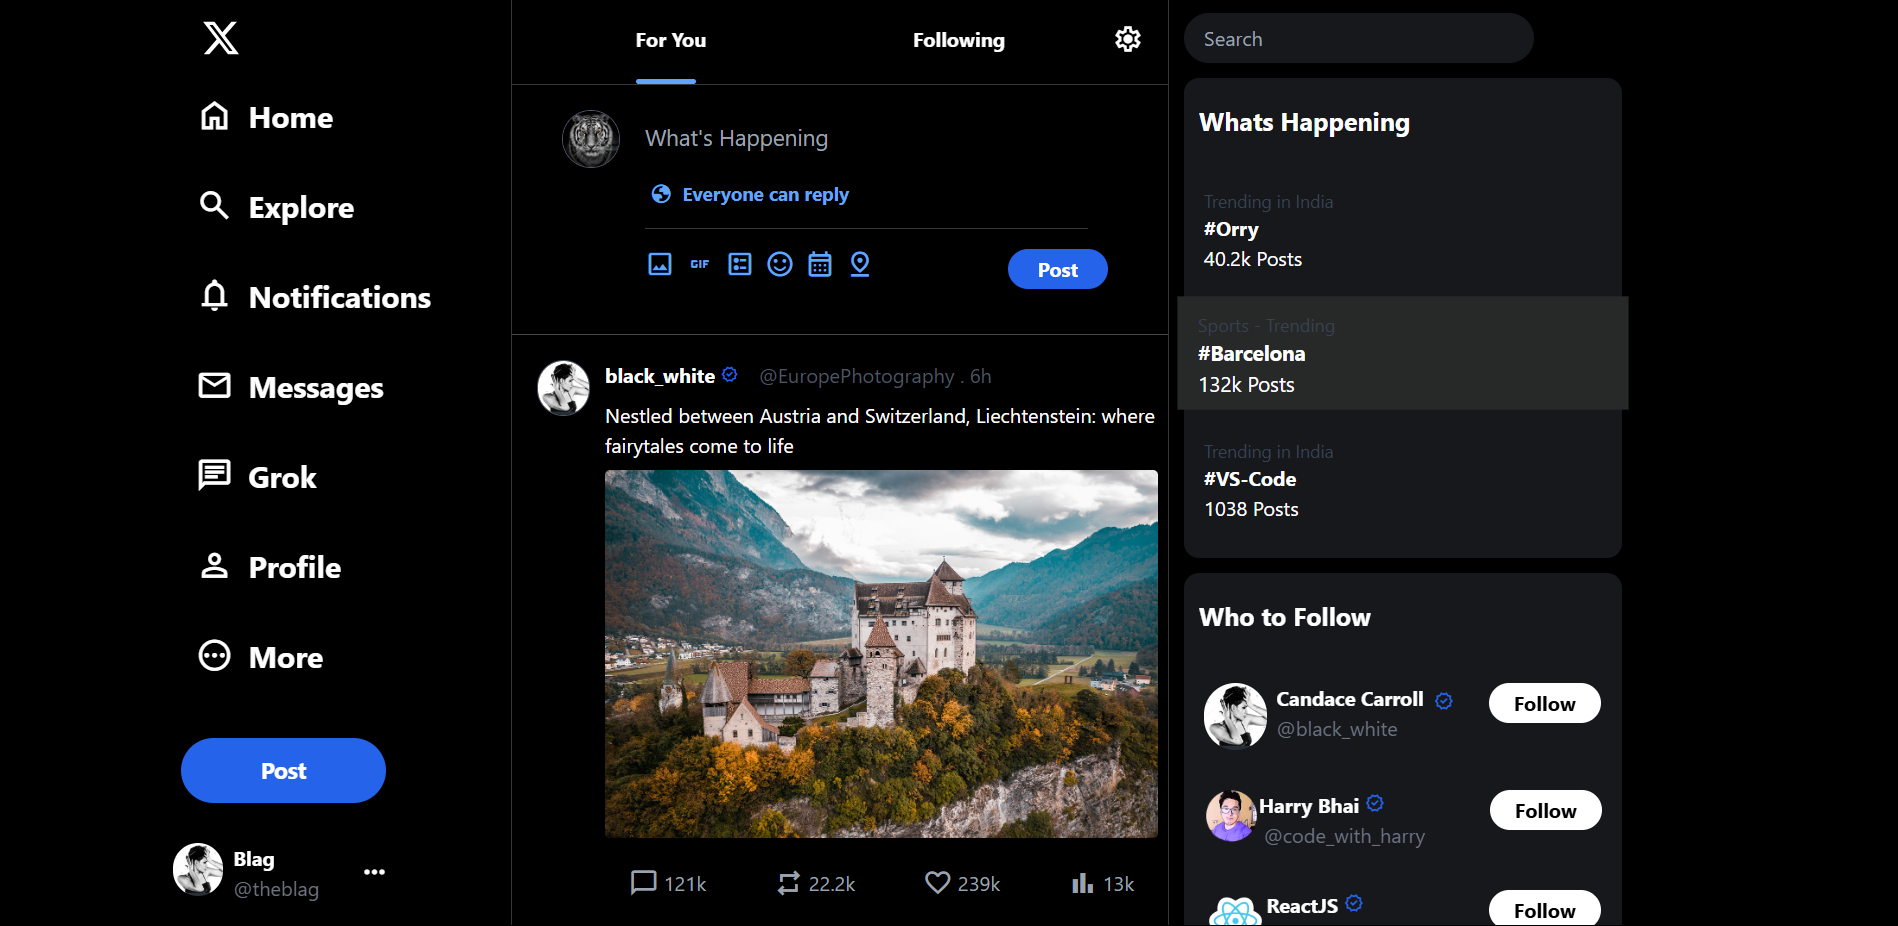 Home
Explore
Notifications
Messages
Grok
Profile
More
Post
Blag
@theblag
For You
Following
What's Happening
Everyone can reply
GIF
Post
black_white @EuropePhotography . 6h
Nestled between Austria and Switzerland, Liechtenstein: where
fairytales come to life
121k
22.2k
239k
13k
Search
Whats Happening
Trending in India
#Orry
40.2k Posts
Sports - Trending
#Barcelona
132k Posts
Trending in India
#VS-Code
1038 Posts
Who to Follow
Candace Carroll
@black_white
Follow
Harry Bhai
@code_with_harry
Follow
ReactJS
Follow